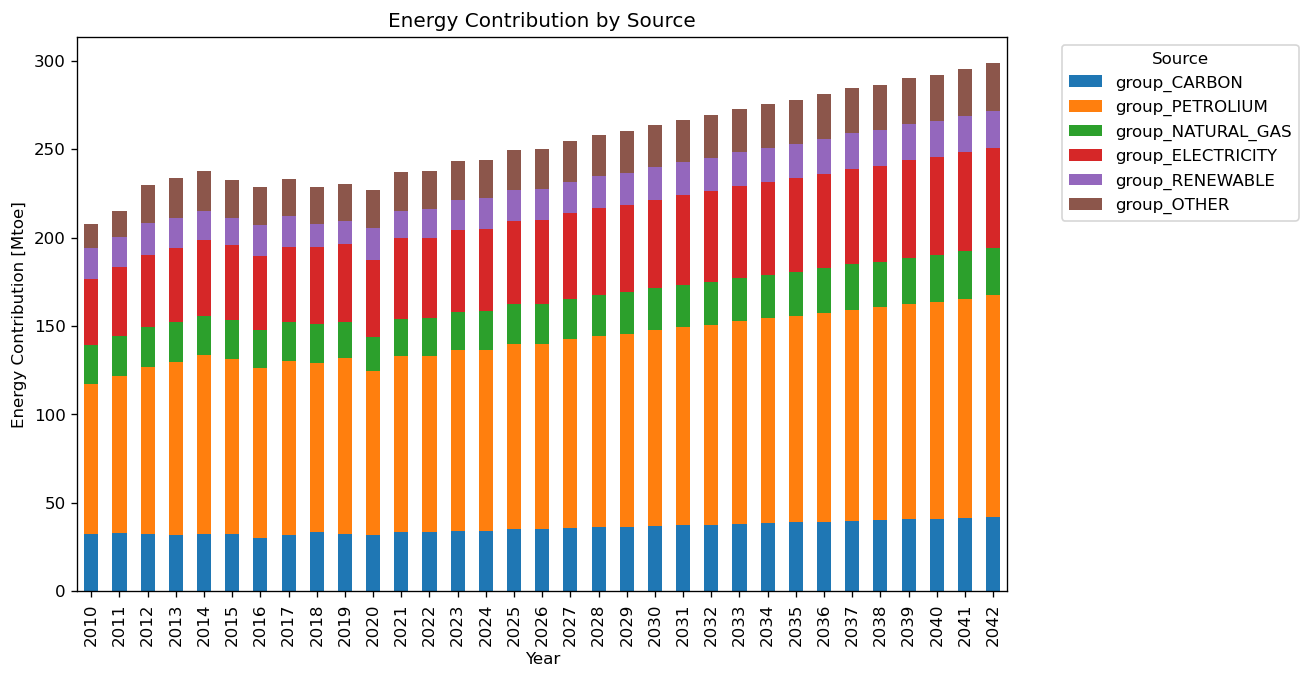 Energy Contribution by Source
Energy Contribution [Mtoe]
300
250
200
150
100
50
0
2010 2011 2012 2013 2014 2015 2016 2017 2018 2019 2020 2021 2022 2023 2024 2025 2026 2027 2028 2029 2030 2031 2032 2033 2034 2035 2036 2037 2038 2039 2040 2041 2042
Year
Source
group_CARBON
group_PETROLIUM
group_NATURAL_GAS
group_ELECTRICITY
group_RENEWABLE
group_OTHER